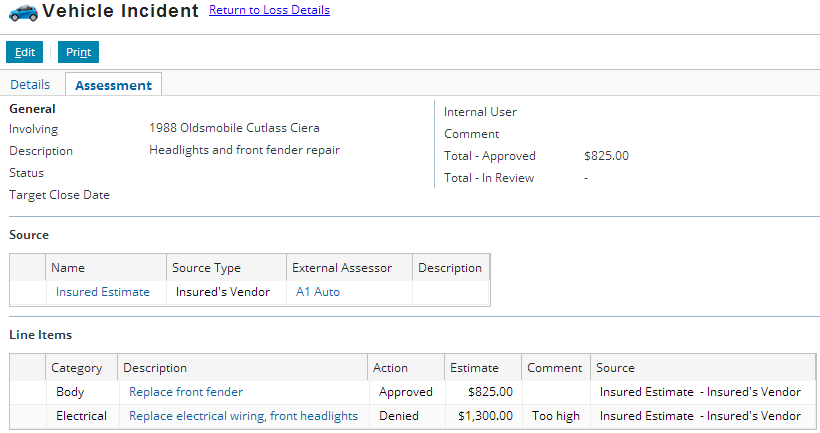 Vehicle Incident Return to Loss Details
Edit Print
Details Assessment
General
Involving 1988 Oldsmobile Cutlass Ciera
Description Headlights and front fender repair
Status
Target Close Date
Internal User
Comment
Total - Approved $825.00
Total - In Review -
Source
Name Source Type External Assessor Description
Insured Estimate Insured's Vendor A1 Auto
Line Items
Category Description Action Estimate Comment Source
Body Replace front fender Approved $825.00 Insured Estimate - Insured's Vendor
Electrical Replace electrical wiring, front headlights Denied $1,300.00 Too high Insured Estimate - Insured's Vendor